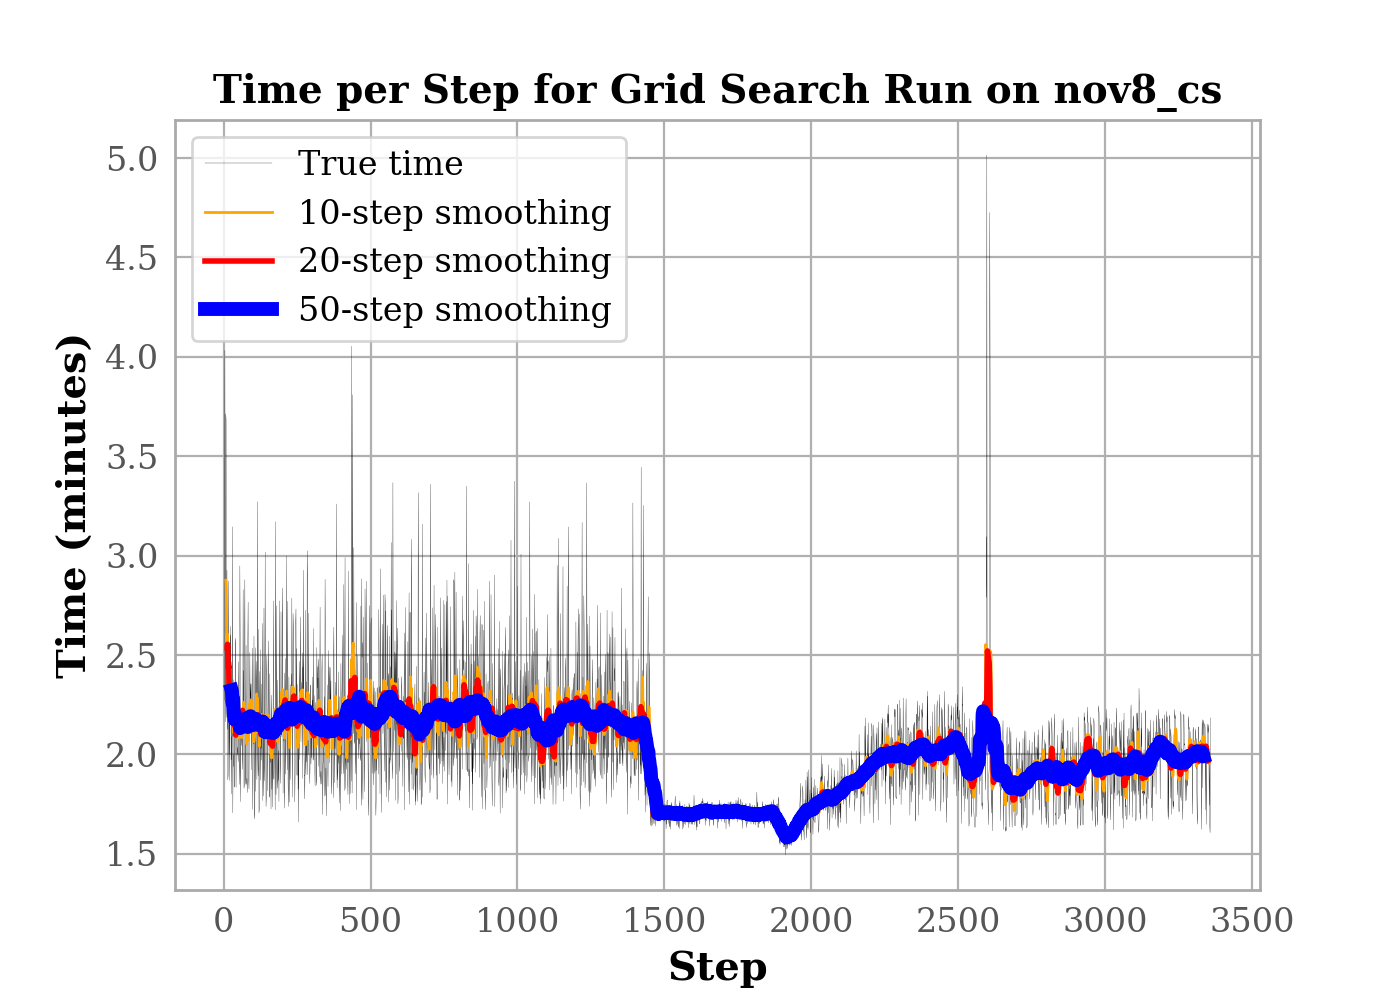 Time per Step for Grid Search Run on nov8_cs
True time
10-step smoothing
20-step smoothing
50-step smoothing
Time (minutes)
5.0
4.5
4.0
3.5
3.0
2.5
2.0
1.5
0 500 1000 1500 2000 2500 3000 3500
Step